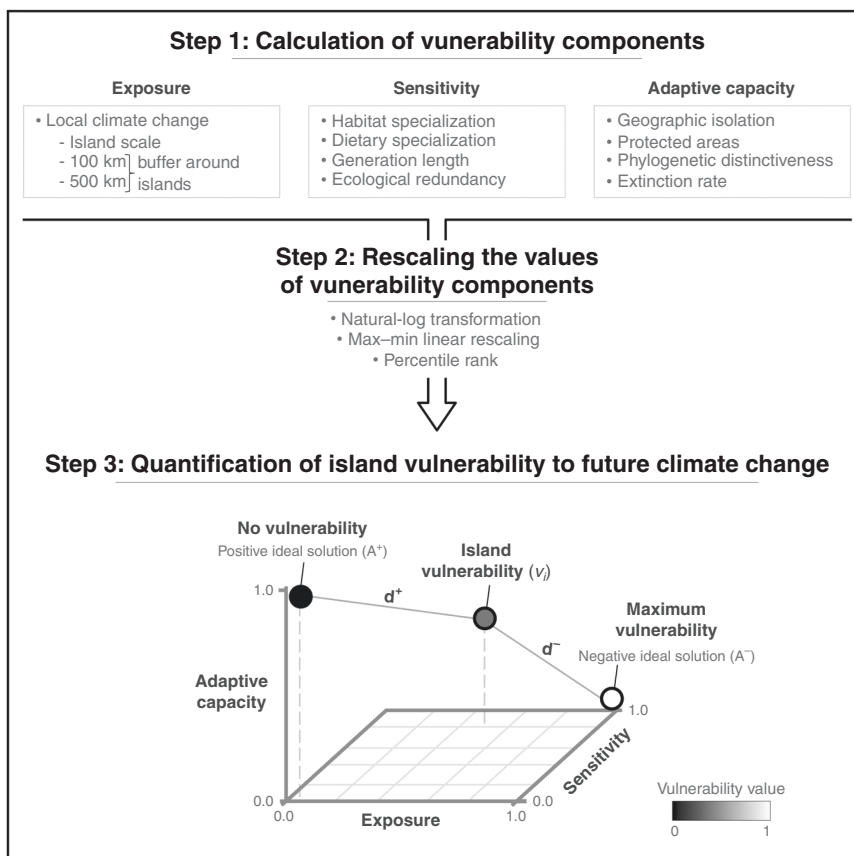 Step 1: Calculation of vunerability components
Exposure
• Local climate change
- Island scale
- 100 km
- 500 km
buffer around
islands
Sensitivity
• Habitat specialization
• Dietary specialization
• Generation length
• Ecological redundancy
Adaptive capacity
• Geographic isolation
• Protected areas
• Phylogenetic distinctiveness
• Extinction rate
Step 2: Rescaling the values
of vunerability components
• Natural-log transformation
• Max–min linear rescaling
• Percentile rank
Step 3: Quantification of island vulnerability to future climate change
No vulnerability
Positive ideal solution (A⁺)
Island
vulnerability (vᵢ)
Maximum
vulnerability
Negative ideal solution (A⁻)
d⁺
d⁻
1.0
Adaptive
capacity
0.0
0.0
Exposure
1.0
0.0
Sensitivity
1.0
Vulnerability value
0 1